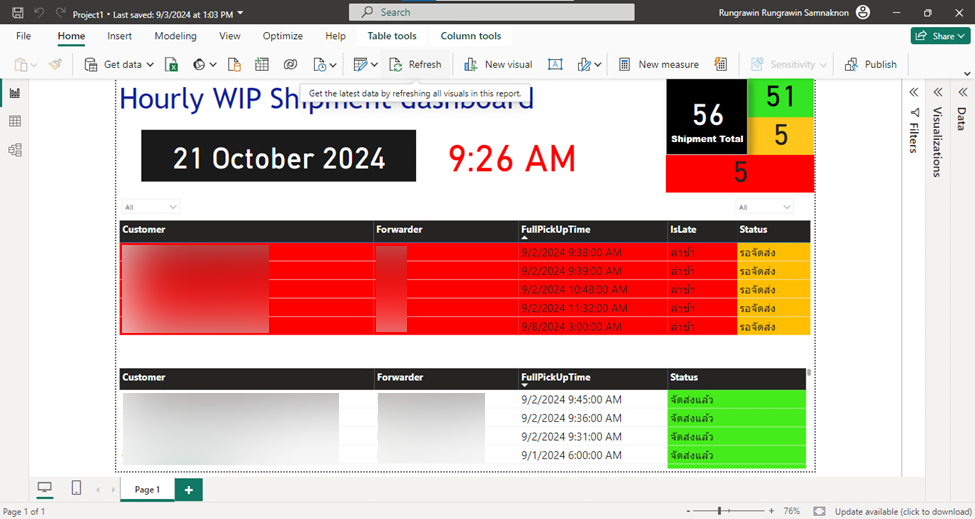 Project1 • Last saved: 9/3/2024 at 1:03 PM
Search
Rungrawin Rungrawin Samnaknon
File Home Insert Modeling View Optimize Help Table tools Column tools
Share
Get data
Refresh
New visual
New measure
Sensitivity
Publish
Get the latest data by refreshing all visuals in this report.
Hourly WIP Shipment dashboard
21 October 2024
9:26 AM
56
Shipment Total
51
5
5
All
All
Customer Forwarder FullPickUpTime IsLate Status
9/2/2024 9:38:00 AM ล่าช้า รอจัดส่ง
9/2/2024 9:39:00 AM ล่าช้า รอจัดส่ง
9/2/2024 10:48:00 AM ล่าช้า รอจัดส่ง
9/2/2024 11:32:00 AM ล่าช้า รอจัดส่ง
9/8/2024 3:00:00 AM ล่าช้า รอจัดส่ง
Customer Forwarder FullPickUpTime Status
9/2/2024 9:45:00 AM จัดส่งแล้ว
9/2/2024 9:36:00 AM จัดส่งแล้ว
9/2/2024 9:31:00 AM จัดส่งแล้ว
9/1/2024 6:00:00 AM จัดส่งแล้ว
Filters
Visualizations
Data
Page 1
Page 1 of 1
76%
Update available (click to download)